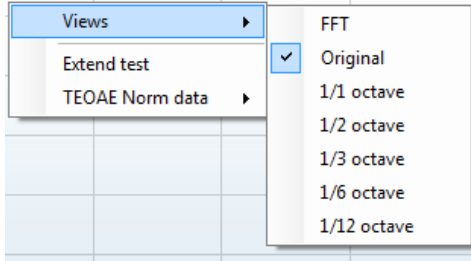 Views
Extend test
TEOAE Norm data
FFT
Original
1/1 octave
1/2 octave
1/3 octave
1/6 octave
1/12 octave